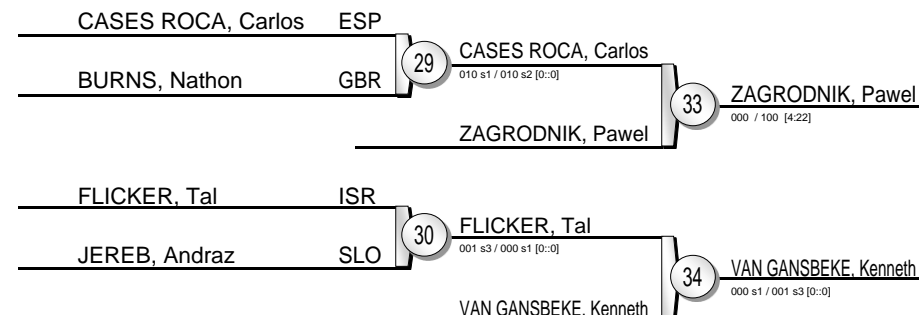 CASES ROCA, Carlos ESP
29
CASES ROCA, Carlos
010 s1 / 010 s2 [0::0]
BURNS, Nathon GBR
33
ZAGRODNIK, Pawel
000 / 100 [4:22]
ZAGRODNIK, Pawel
FLICKER, Tal ISR
30
FLICKER, Tal
001 s3 / 000 s1 [0::0]
JEREB, Andraz SLO
34
VAN GANSBEKE, Kenneth
000 s1 / 001 s3 [0::0]
VAN GANSBEKE, Kenneth